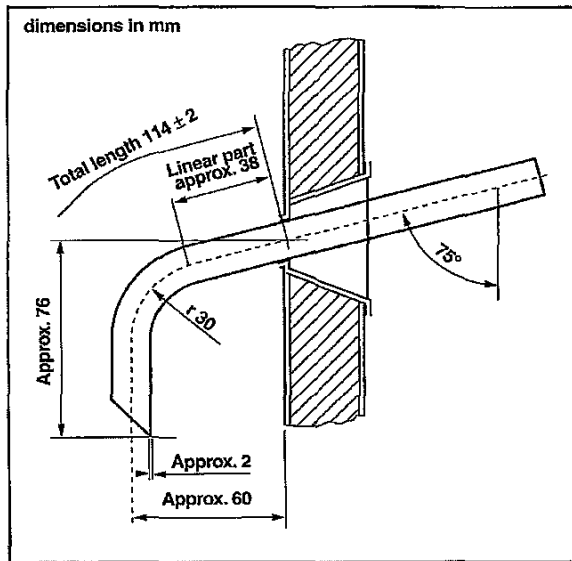 dimensions in mm
Total length 114 ± 2
Linear part
approx. 38
75°
Approx. 76
r 30
Approx. 2
Approx. 60